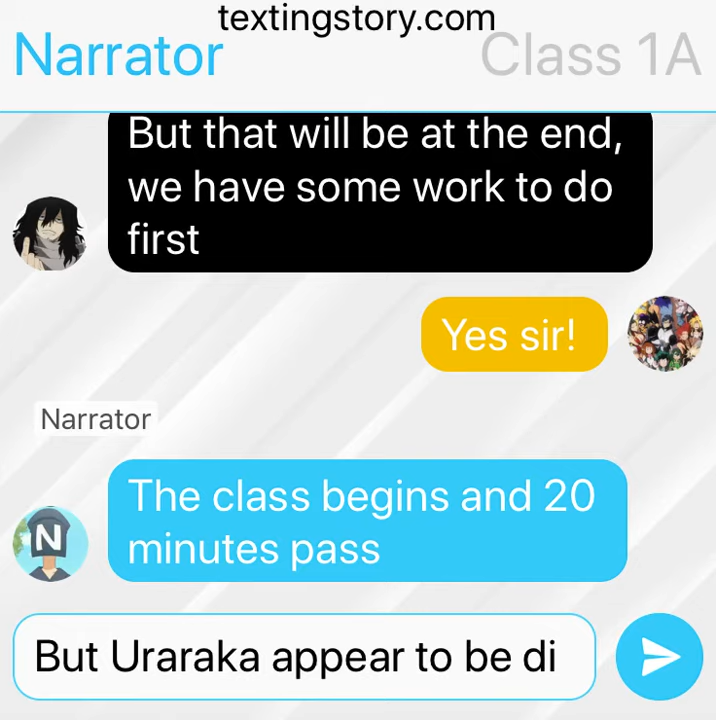 textingstory.com
Narrator Class 1A
But that will be at the end,
we have some work to do
first
Yes sir!
Narrator
The class begins and 20
minutes pass
N
But Uraraka appear to be di